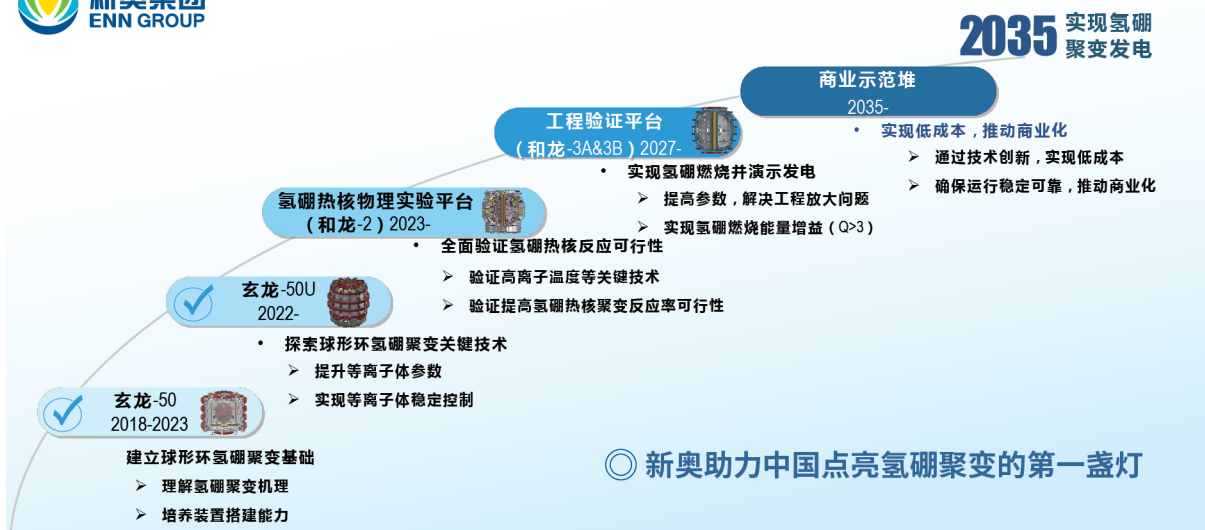 新奥集团
ENN GROUP
2035 实现氢硼
聚变发电
商业示范堆
2035-
• 实现低成本，推动商业化
➢ 通过技术创新，实现低成本
➢ 确保运行稳定可靠，推动商业化
工程验证平台
（和龙-3A&3B）2027-
• 实现氢硼燃烧并演示发电
➢ 提高参数，解决工程放大问题
➢ 实现氢硼燃烧能量增益（Q>3）
氢硼热核物理实验平台
（和龙-2）2023-
• 全面验证氢硼热核反应可行性
➢ 验证高离子温度等关键技术
➢ 验证提高氢硼热核聚变反应率可行性
玄龙-50U
2022-
• 探索球形环氢硼聚变关键技术
➢ 提升等离子体参数
➢ 实现等离子体稳定控制
玄龙-50
2018-2023
建立球形环氢硼聚变基础
➢ 理解氢硼聚变机理
➢ 培养装置搭建能力
◎ 新奥助力中国点亮氢硼聚变的第一盏灯